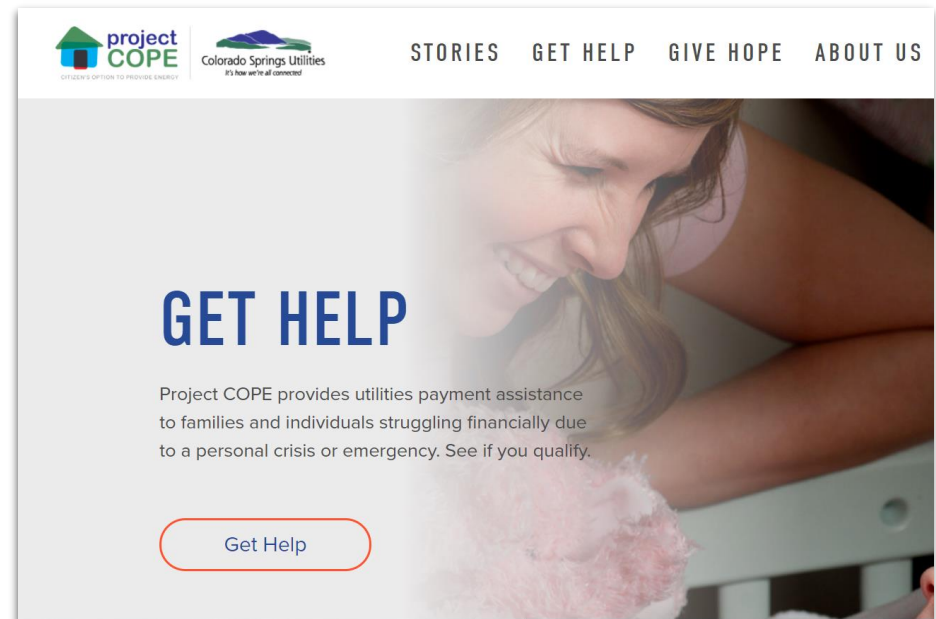 project
COPE
CITIZEN'S OPTION TO PROVIDE ENERGY
Colorado Springs Utilities
It's how we're all connected
STORIES GET HELP GIVE HOPE ABOUT US
GET HELP
Project COPE provides utilities payment assistance
to families and individuals struggling financially due
to a personal crisis or emergency. See if you qualify.
Get Help